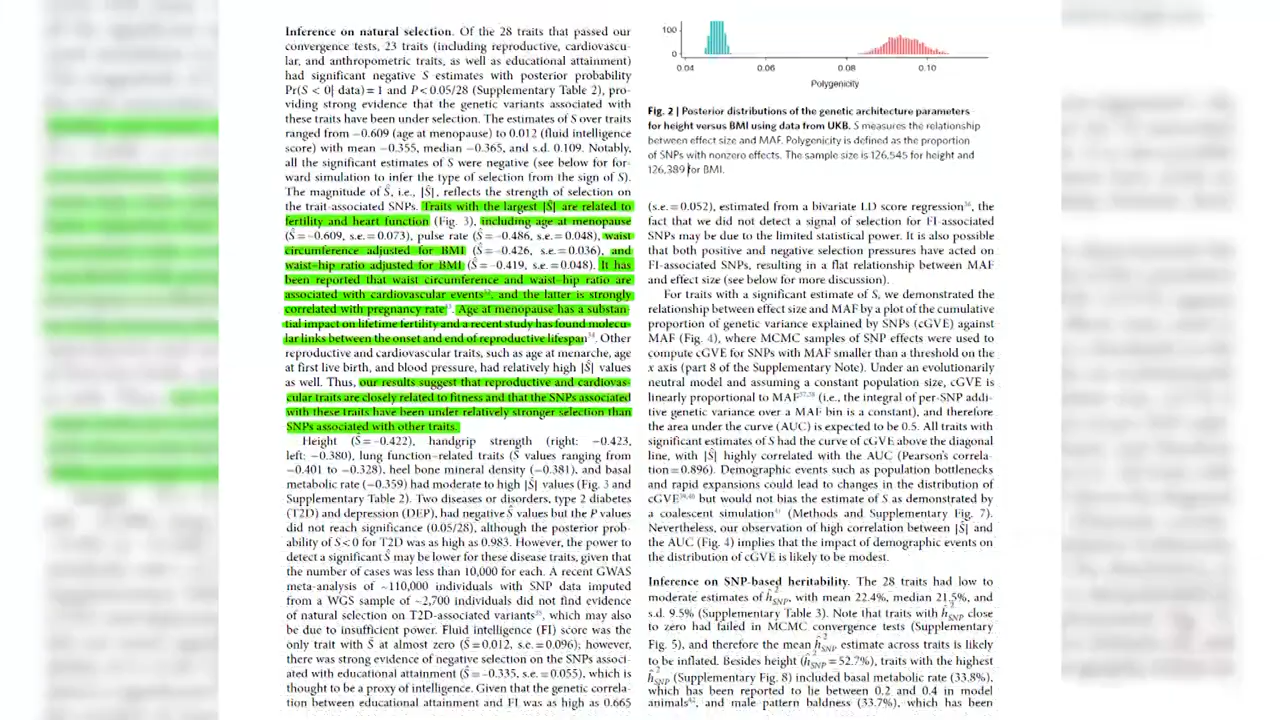 Inference on natural selection. Of the 28 traits that passed our
convergence tests, 23 traits (including reproductive, cardiovascu-
lar, and anthropometric traits, as well as educational attainment)
had significant negative S estimates with posterior probability
Pr(S < 0| data) = 1 and P < 0.05/28 (Supplementary Table 2), pro-
viding strong evidence that the genetic variants associated with
these traits have been under selection. The estimates of S over traits
ranged from −0.609 (age at menopause) to 0.012 (fluid intelligence
score) with mean −0.355, median −0.365, and s.d. 0.109. Notably,
all the significant estimates of S were negative (see below for for-
ward simulation to infer the type of selection from the sign of S).
The magnitude of Ŝ, i.e., |Ŝ|, reflects the strength of selection on
the trait-associated SNPs. Traits with the largest |Ŝ| are related to
fertility and heart function (Fig. 3), including age at menopause
(Ŝ = −0.609, s.e. = 0.073), pulse rate (Ŝ = −0.486, s.e. = 0.048), waist
circumference adjusted for BMI (Ŝ = −0.426, s.e. = 0.036), and
waist–hip ratio adjusted for BMI (Ŝ = −0.419, s.e. = 0.048). It has
been reported that waist circumference and waist–hip ratio are
associated with cardiovascular events, and the latter is strongly
correlated with pregnancy rate. Age at menopause has a substan-
tial impact on lifetime fertility and a recent study has found molecu-
lar links between the onset and end of reproductive lifespan. Other
reproductive and cardiovascular traits, such as age at menarche, age
at first live birth, and blood pressure, had relatively high |Ŝ| values
as well. Thus, our results suggest that reproductive and cardiovas-
cular traits are closely related to fitness and that the SNPs associated
with these traits have been under relatively stronger selection than
SNPs associated with other traits.
Height (Ŝ = −0.422), handgrip strength (right: −0.423,
left: −0.380), lung function–related traits (Ŝ values ranging from
−0.401 to −0.328), heel bone mineral density (−0.381), and basal
metabolic rate (−0.359) had moderate to high |Ŝ| values (Fig. 3 and
Supplementary Table 2). Two diseases or disorders, type 2 diabetes
(T2D) and depression (DEP), had negative Ŝ values but the P values
did not reach significance (0.05/28), although the posterior prob-
ability of S < 0 for T2D was as high as 0.983. However, the power to
detect a significant Ŝ may be lower for these disease traits, given that
the number of cases was less than 10,000 for each. A recent GWAS
meta-analysis of ~110,000 individuals with SNP data imputed
from a WGS sample of ~2,700 individuals did not find evidence
of natural selection on T2D-associated variants, which may also
be due to insufficient power. Fluid intelligence (FI) score was the
only trait with Ŝ at almost zero (Ŝ = 0.012, s.e. = 0.096); however,
there was strong evidence of negative selection on the SNPs associ-
ated with educational attainment (Ŝ = −0.335, s.e. = 0.055), which is
thought to be a proxy of intelligence. Given that the genetic correla-
tion between educational attainment and FI was as high as 0.665
100
0
0.04 0.06 0.08 0.10
Polygenicity
Fig. 2 | Posterior distributions of the genetic architecture parameters
for height versus BMI using data from UKB. S measures the relationship
between effect size and MAF. Polygenicity is defined as the proportion
of SNPs with nonzero effects. The sample size is 126,545 for height and
126,389 for BMI.
(s.e. = 0.052), estimated from a bivariate LD score regression, the
fact that we did not detect a signal of selection for FI-associated
SNPs may be due to the limited statistical power. It is also possible
that both positive and negative selection pressures have acted on
FI-associated SNPs, resulting in a flat relationship between MAF
and effect size (see below for more discussion).
For traits with a significant estimate of S, we demonstrated the
relationship between effect size and MAF by a plot of the cumulative
proportion of genetic variance explained by SNPs (cGVE) against
MAF (Fig. 4), where MCMC samples of SNP effects were used to
compute cGVE for SNPs with MAF smaller than a threshold on the
x axis (part 8 of the Supplementary Note). Under an evolutionarily
neutral model and assuming a constant population size, cGVE is
linearly proportional to MAF (i.e., the integral of per-SNP addi-
tive genetic variance over a MAF bin is a constant), and therefore
the area under the curve (AUC) is expected to be 0.5. All traits with
significant estimates of S had the curve of cGVE above the diagonal
line, with |Ŝ| highly correlated with the AUC (Pearson's correla-
tion = 0.896). Demographic events such as population bottlenecks
and rapid expansions could lead to changes in the distribution of
cGVE but would not bias the estimate of S as demonstrated by
a coalescent simulation (Methods and Supplementary Fig. 7).
Nevertheless, our observation of high correlation between |Ŝ| and
the AUC (Fig. 4) implies that the impact of demographic events on
the distribution of cGVE is likely to be modest.
Inference on SNP-based heritability. The 28 traits had low to
moderate estimates of ĥ²SNP, with mean 22.4%, median 21.5%, and
s.d. 9.5% (Supplementary Table 3). Note that traits with ĥ²SNP close
to zero had failed in MCMC convergence tests (Supplementary
Fig. 5), and therefore the mean ĥ²SNP estimate across traits is likely
to be inflated. Besides height (ĥ²SNP = 52.7%), traits with the highest
ĥ²SNP (Supplementary Fig. 8) included basal metabolic rate (33.8%),
which has been reported to lie between 0.2 and 0.4 in model
animals, and male pattern baldness (33.7%), which has been